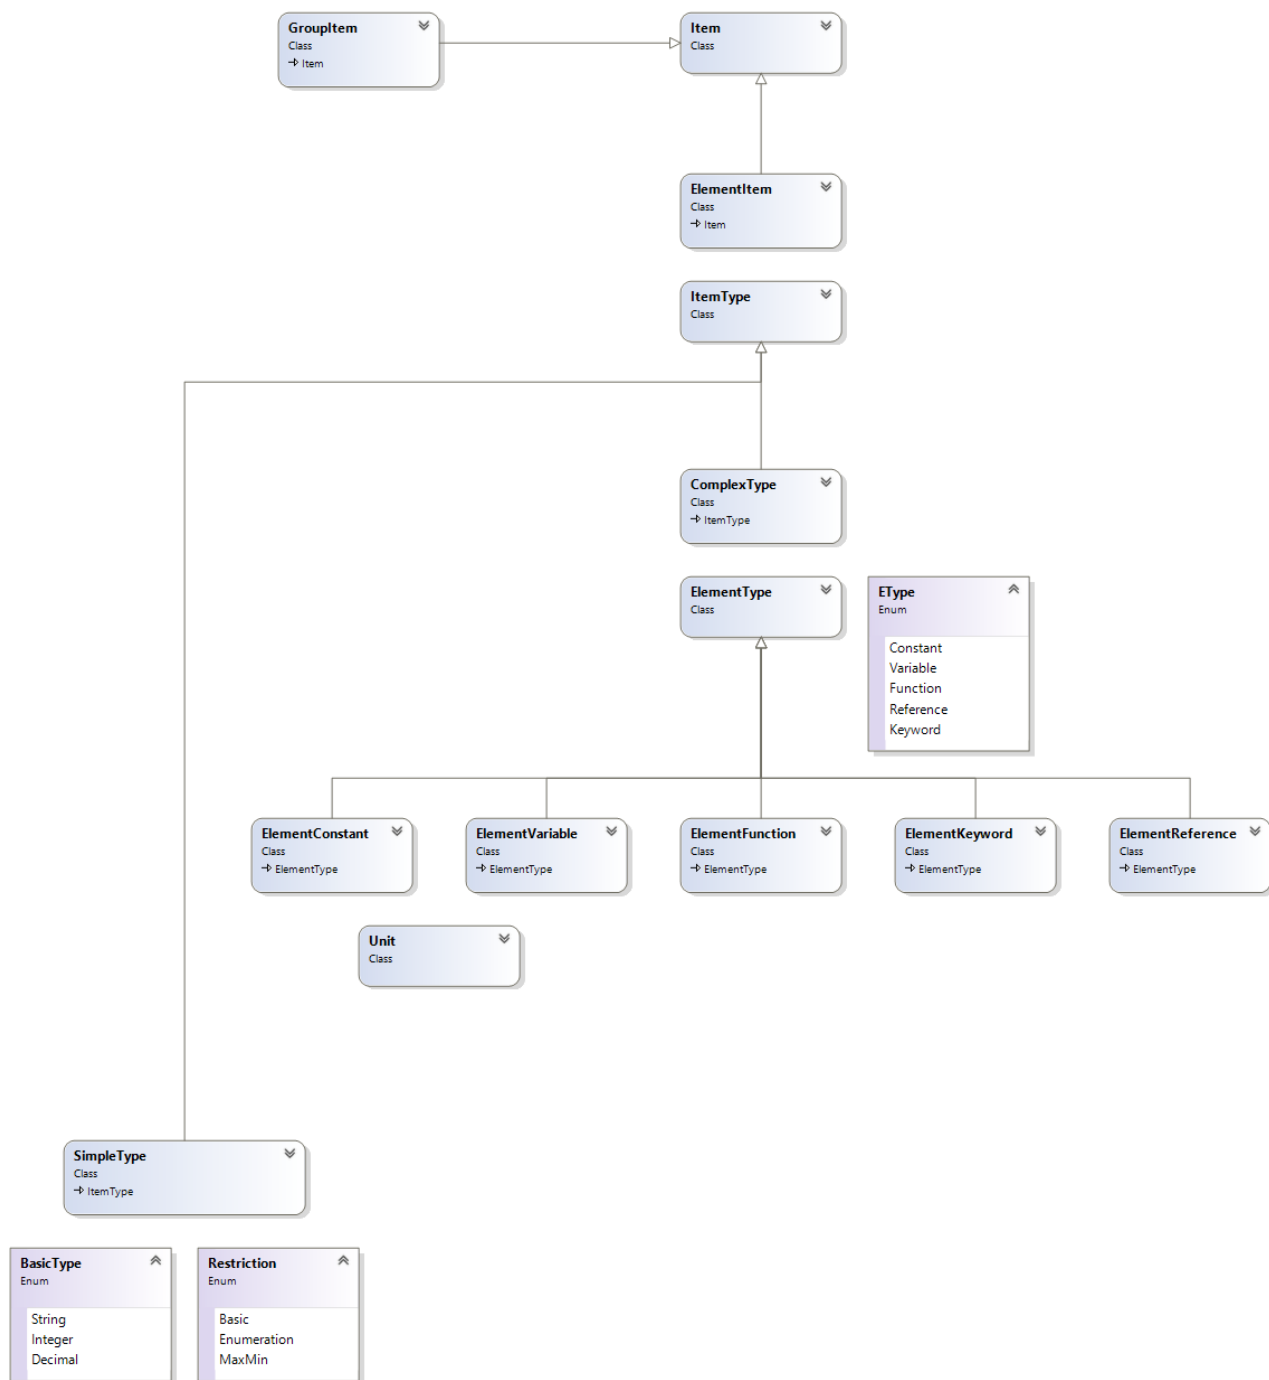 GroupItem
Class
Item
Item
Class
ElementItem
Class
Item
ItemType
Class
ComplexType
Class
ItemType
ElementType
Class
EType
Enum
Constant
Variable
Function
Reference
Keyword
ElementConstant
Class
ElementType
ElementVariable
Class
ElementType
ElementFunction
Class
ElementType
ElementKeyword
Class
ElementType
ElementReference
Class
ElementType
Unit
Class
SimpleType
Class
ItemType
BasicType
Enum
String
Integer
Decimal
Restriction
Enum
Basic
Enumeration
MaxMin